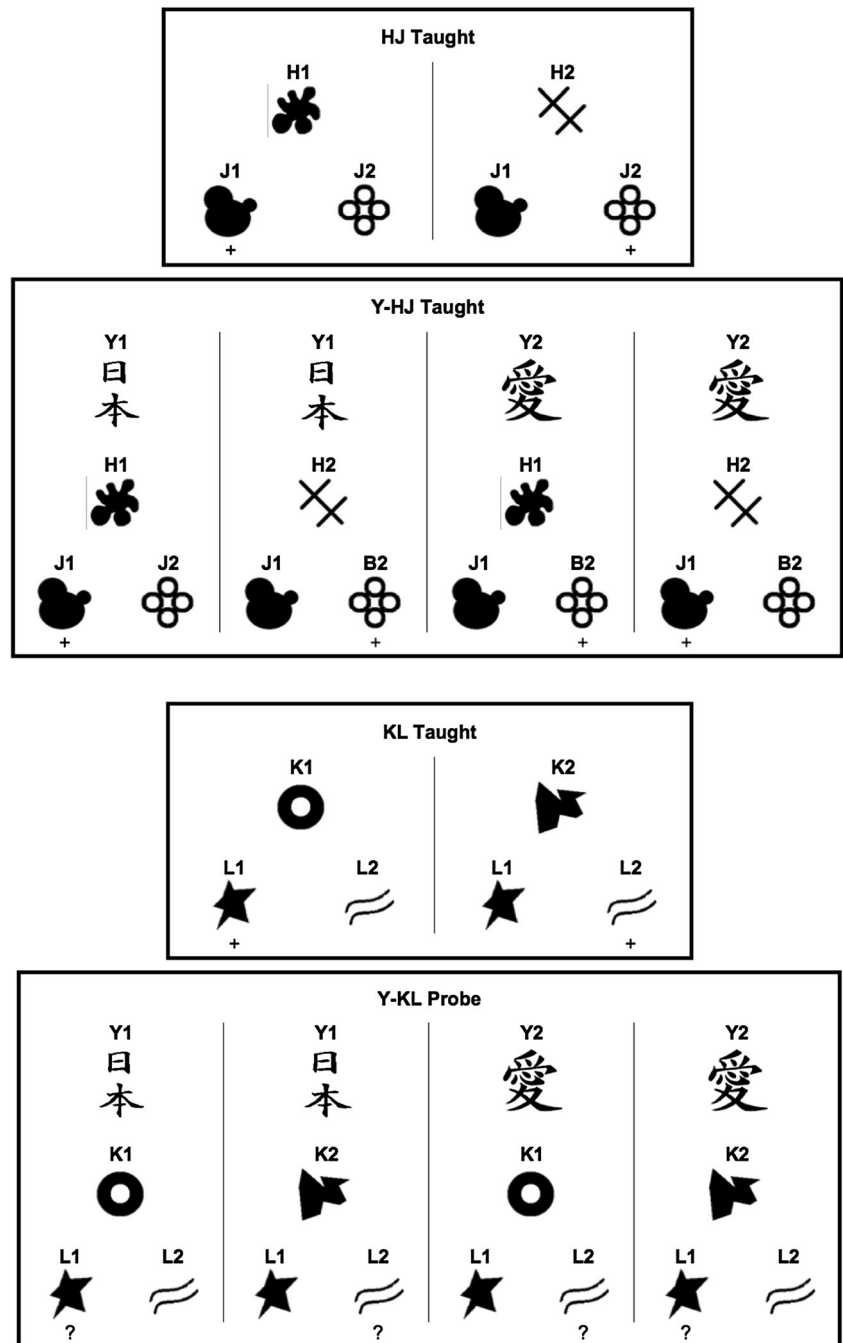 HJ Taught
H1 H2
J1 J2 J1 J2
+ +
Y-HJ Taught
Y1 Y1 Y2 Y2
日 日 愛 愛
本 本
H1 H2 H1 H2
J1 J2 J1 B2 J1 B2 J1 B2
+ + + +
KL Taught
K1 K2
L1 L2 L1 L2
+ +
Y-KL Probe
Y1 Y1 Y2 Y2
日 日 愛 愛
本 本
K1 K2 K1 K2
L1 L2 L1 L2 L1 L2 L1 L2
? ? ? ?